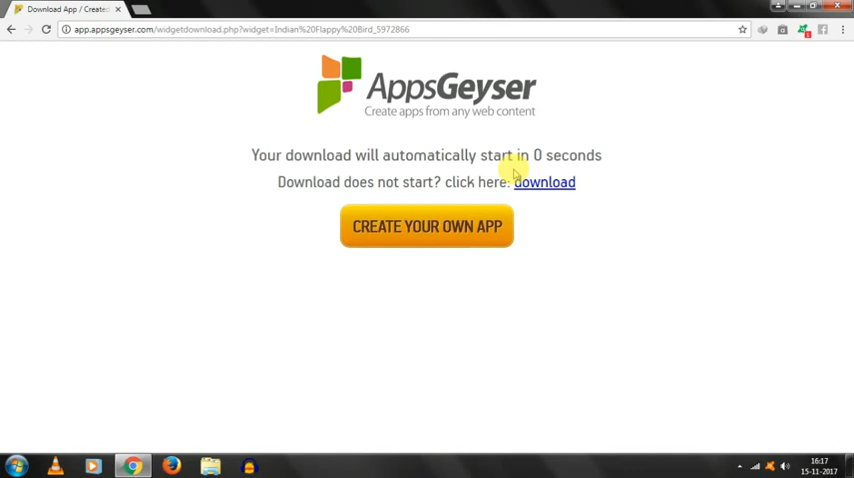 Download App / Create
app.appsgeyser.com/widgetdownload.php?widget=Indian%20Flappy%20Bird_5972866
AppsGeyser
Create apps from any web content
Your download will automatically start in 0 seconds
Download does not start? click here: download
CREATE YOUR OWN APP
16:17
15-11-2017